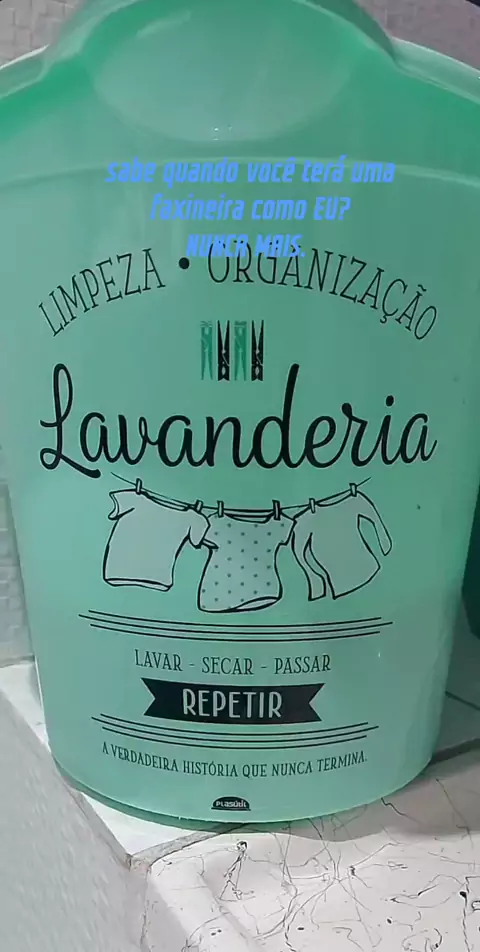 sabe quando você terá uma
faxineira como EU?
NUNCA MAIS.
LIMPEZA • ORGANIZAÇÃO
Lavanderia
LAVAR - SECAR - PASSAR
REPETIR
A VERDADEIRA HISTÓRIA QUE NUNCA TERMINA.
PLASÚTIL